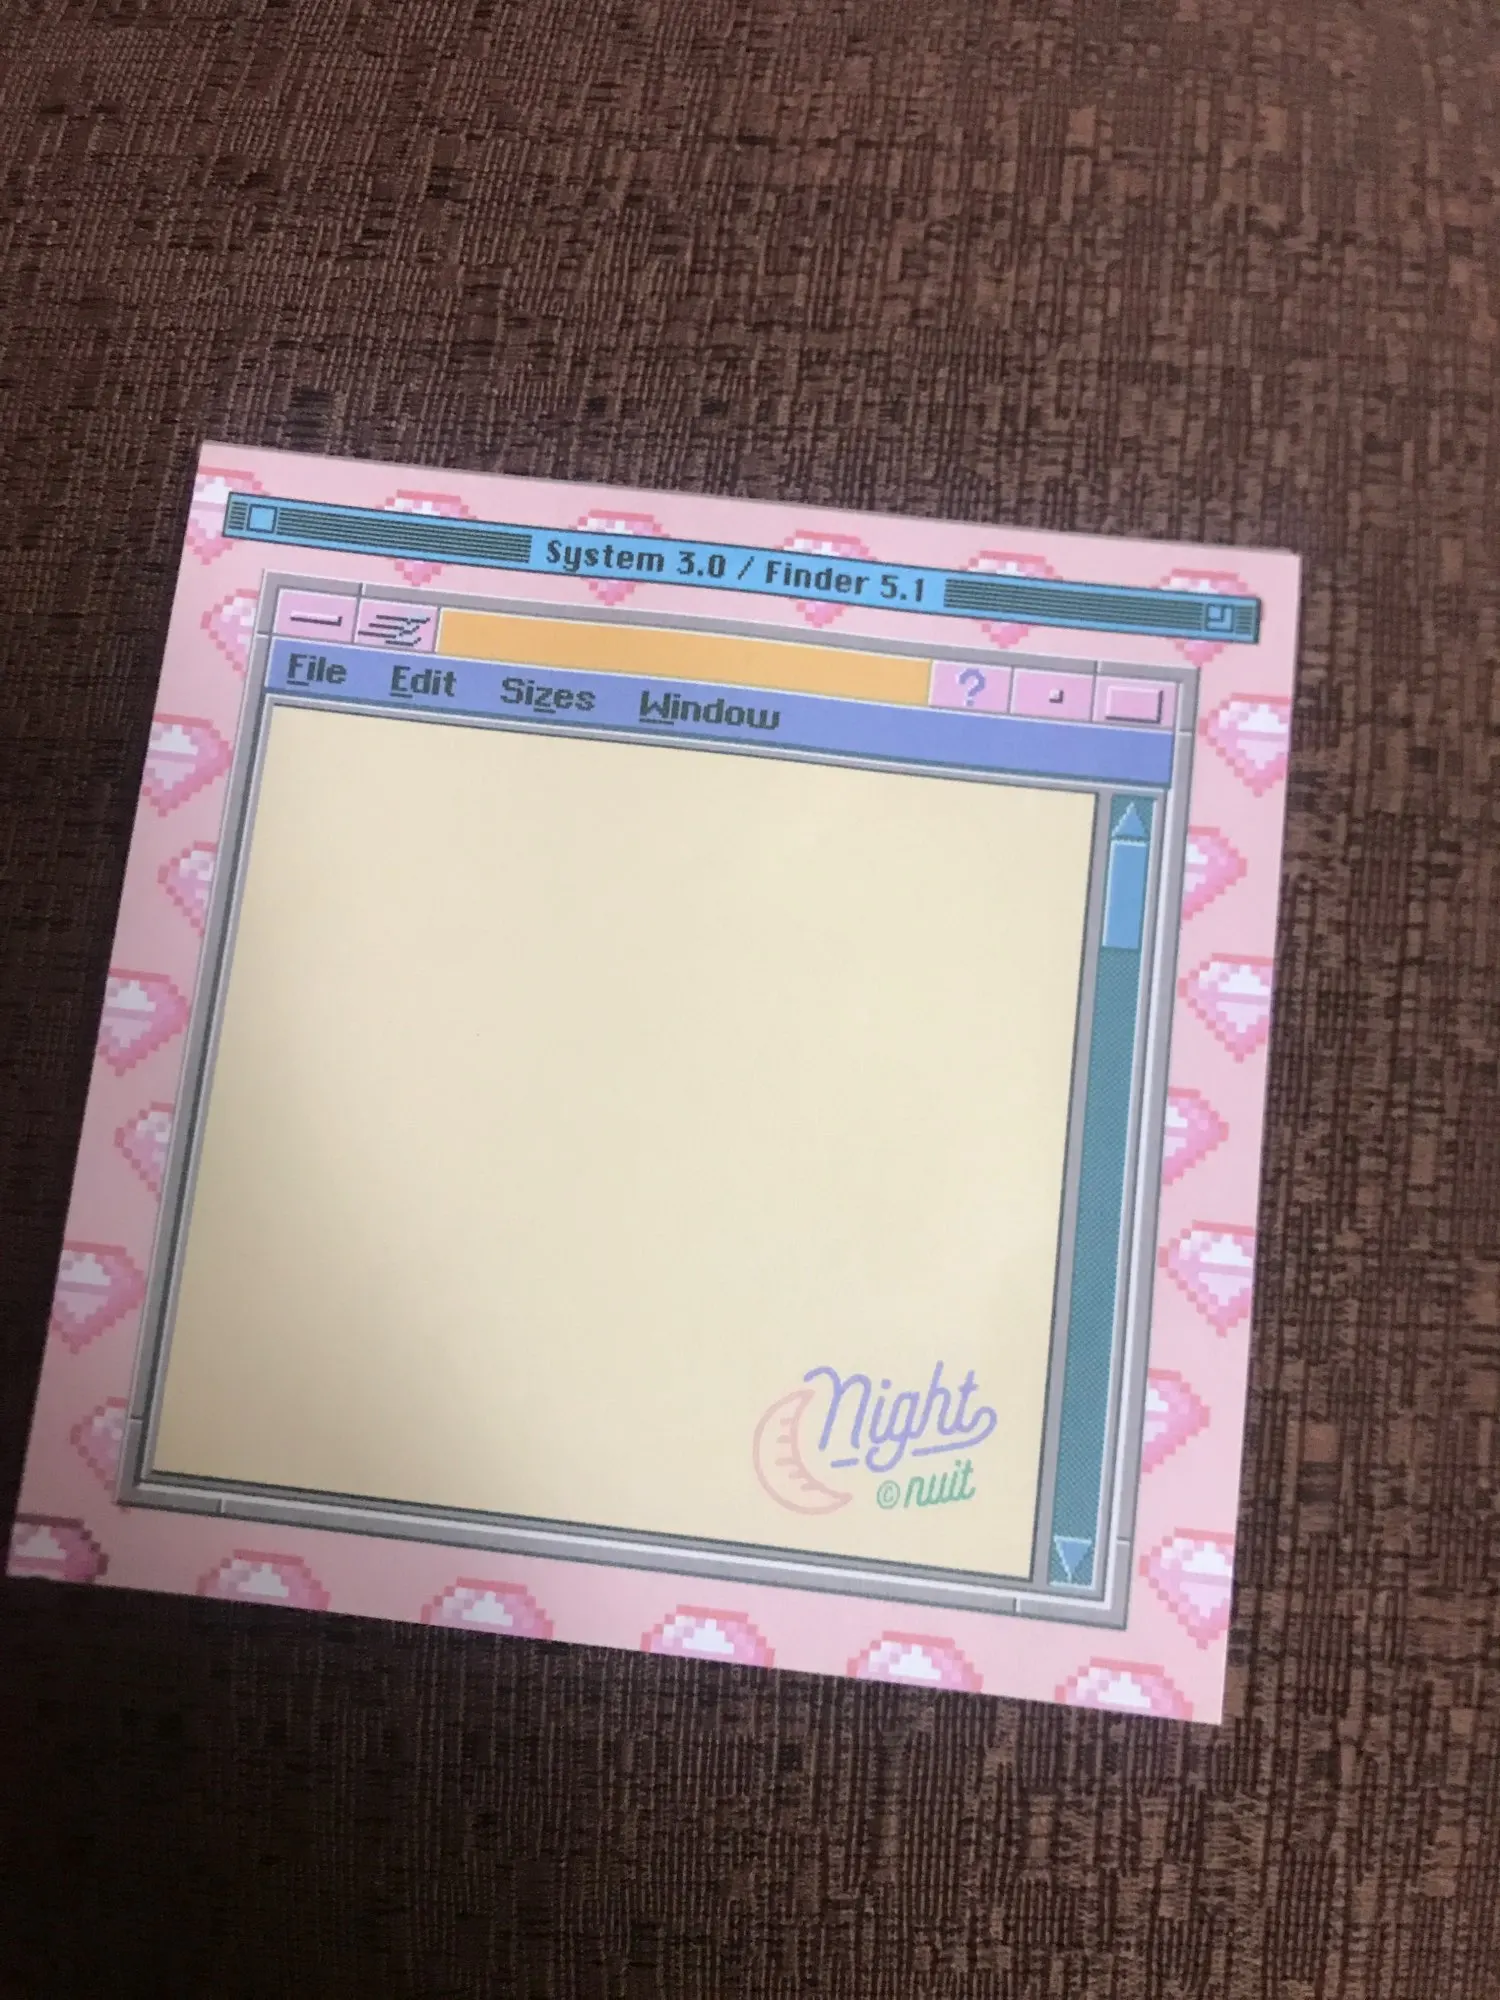 System 3.0 / Finder 5.1
?
File Edit Sizes Window
Night
© nuit